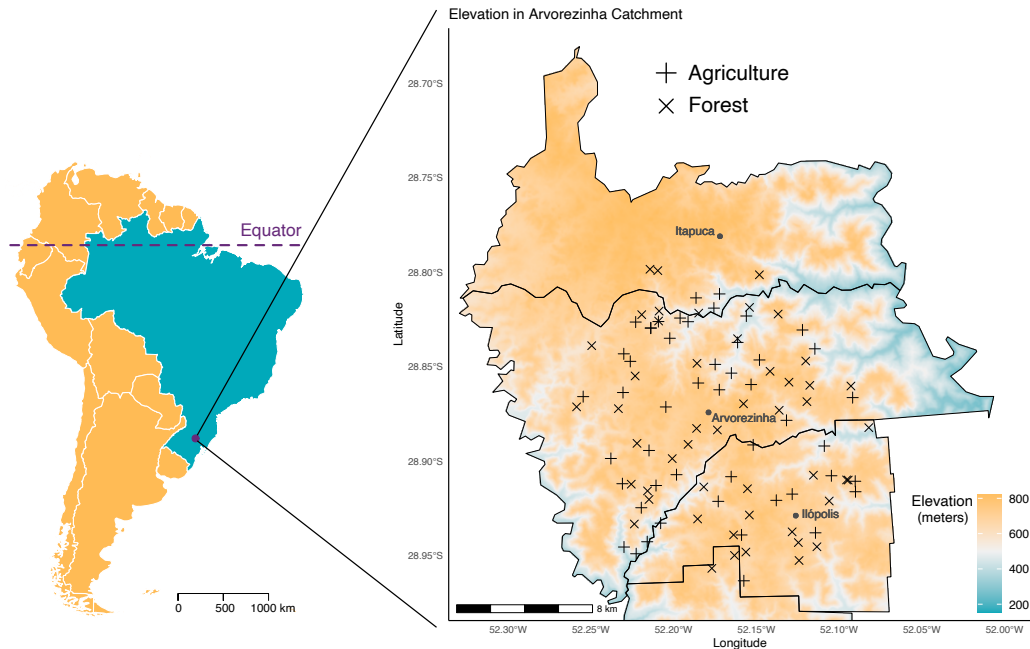 Elevation in Arvorezinha Catchment
Agriculture
Forest
28.70°S
28.75°S
28.80°S
28.85°S
28.90°S
28.95°S
Latitude
Itapuca
Arvorezinha
Ilópolis
Equator
0 500 1000 km
8 km
Elevation
(meters)
800
600
400
200
52.30°W 52.25°W 52.20°W 52.15°W 52.10°W 52.05°W 52.00°W
Longitude